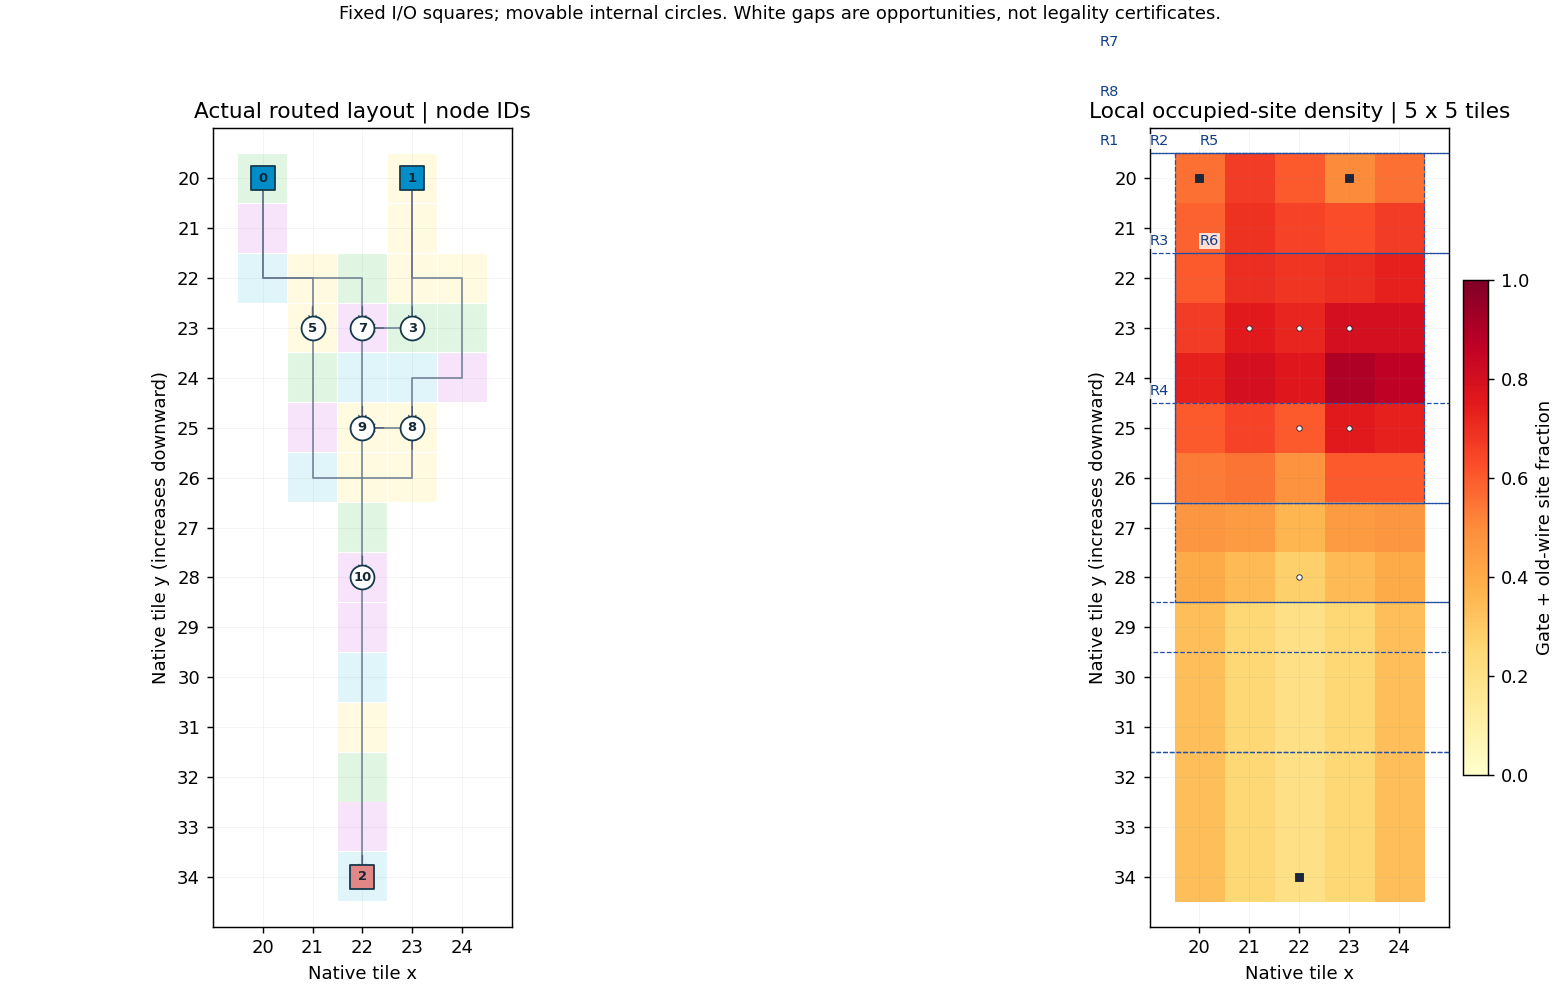 Fixed I/O squares; movable internal circles. White gaps are opportunities, not legality certificates.
R7
R8
Actual routed layout | node IDs
Local occupied-site density | 5 x 5 tiles
R1 R2 R5
0 1
20
21
22
23
24
25
26
27
28
29
30
31
32
33
34
5 7 3
9 8
10
2
20 21 22 23 24
Native tile x
Native tile y (increases downward)
R3 R6
R4
20
21
22
23
24
25
26
27
28
29
30
31
32
33
34
20 21 22 23 24
Native tile x
Native tile y (increases downward)
1.0
0.8
0.6
0.4
0.2
0.0
Gate + old-wire site fraction